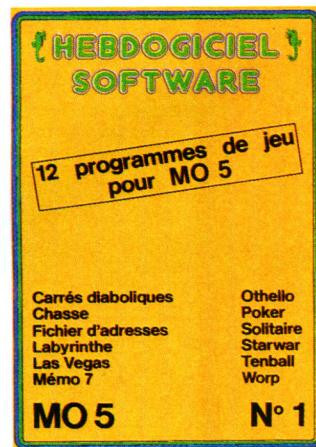 HEBDOGICIEL
SOFTWARE
12 programmes de jeu
pour MO 5
Carrés diaboliques
Chasse
Fichier d'adresses
Labyrinthe
Las Vegas
Mémo 7
Othello
Poker
Solitaire
Starwar
Tenball
Worp
MO 5
N° 1